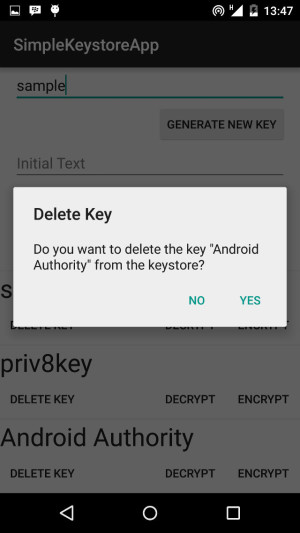 H
13:47
SimpleKeystoreApp
sample
GENERATE NEW KEY
Initial Text
Delete Key
Do you want to delete the key "Android
Authority" from the keystore?
NO YES
s
DELETE KEY DECRYPT ENCRYPT
priv8key
DELETE KEY DECRYPT ENCRYPT
Android Authority
DELETE KEY DECRYPT ENCRYPT